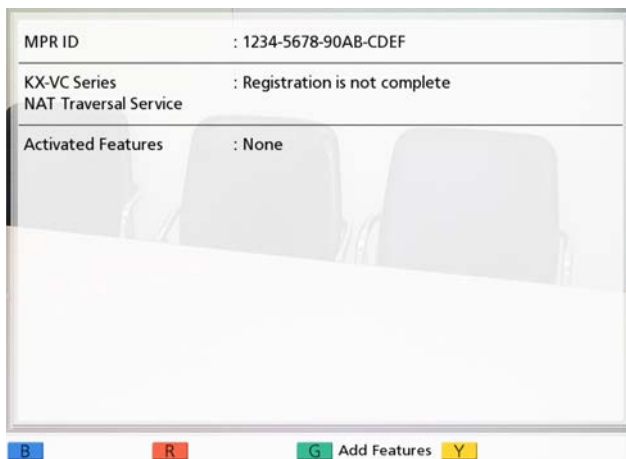 MPR ID : 1234-5678-90AB-CDEF
KX-VC Series : Registration is not complete
NAT Traversal Service
Activated Features : None
B R G Add Features Y